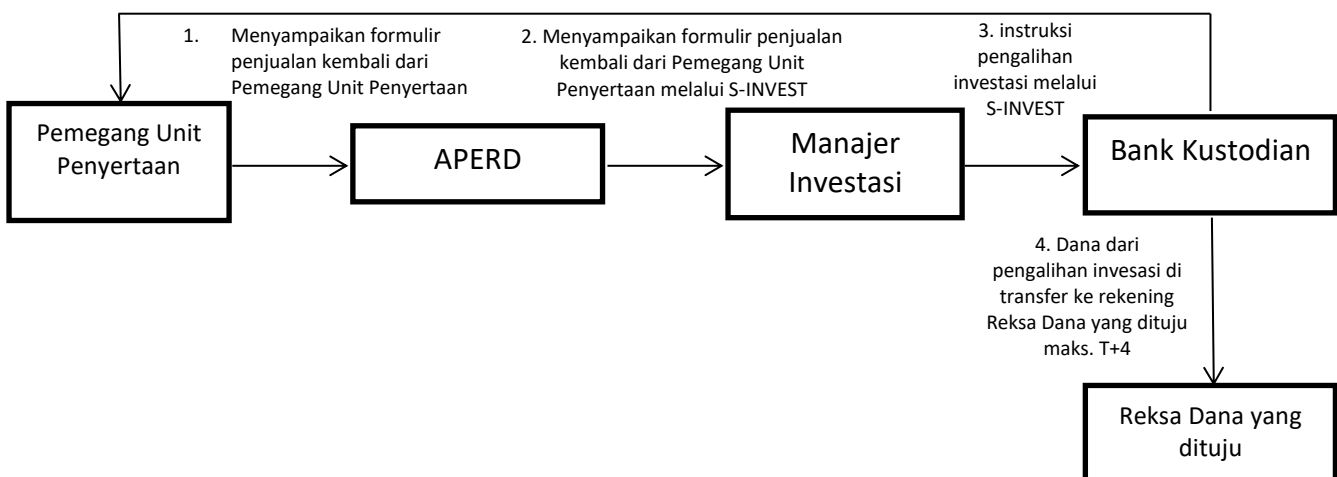 1. Menyampaikan formulir
penjualan kembali dari
Pemegang Unit Penyertaan
2. Menyampaikan formulir penjualan
kembali dari Pemegang Unit
Penyertaan melalui S-INVEST
3. instruksi
pengalihan
investasi melalui
S-INVEST
Pemegang Unit
Penyertaan
APERD
Manajer
Investasi
Bank Kustodian
4. Dana dari
pengalihan invesasi di
transfer ke rekening
Reksa Dana yang dituju
maks. T+4
Reksa Dana yang
dituju